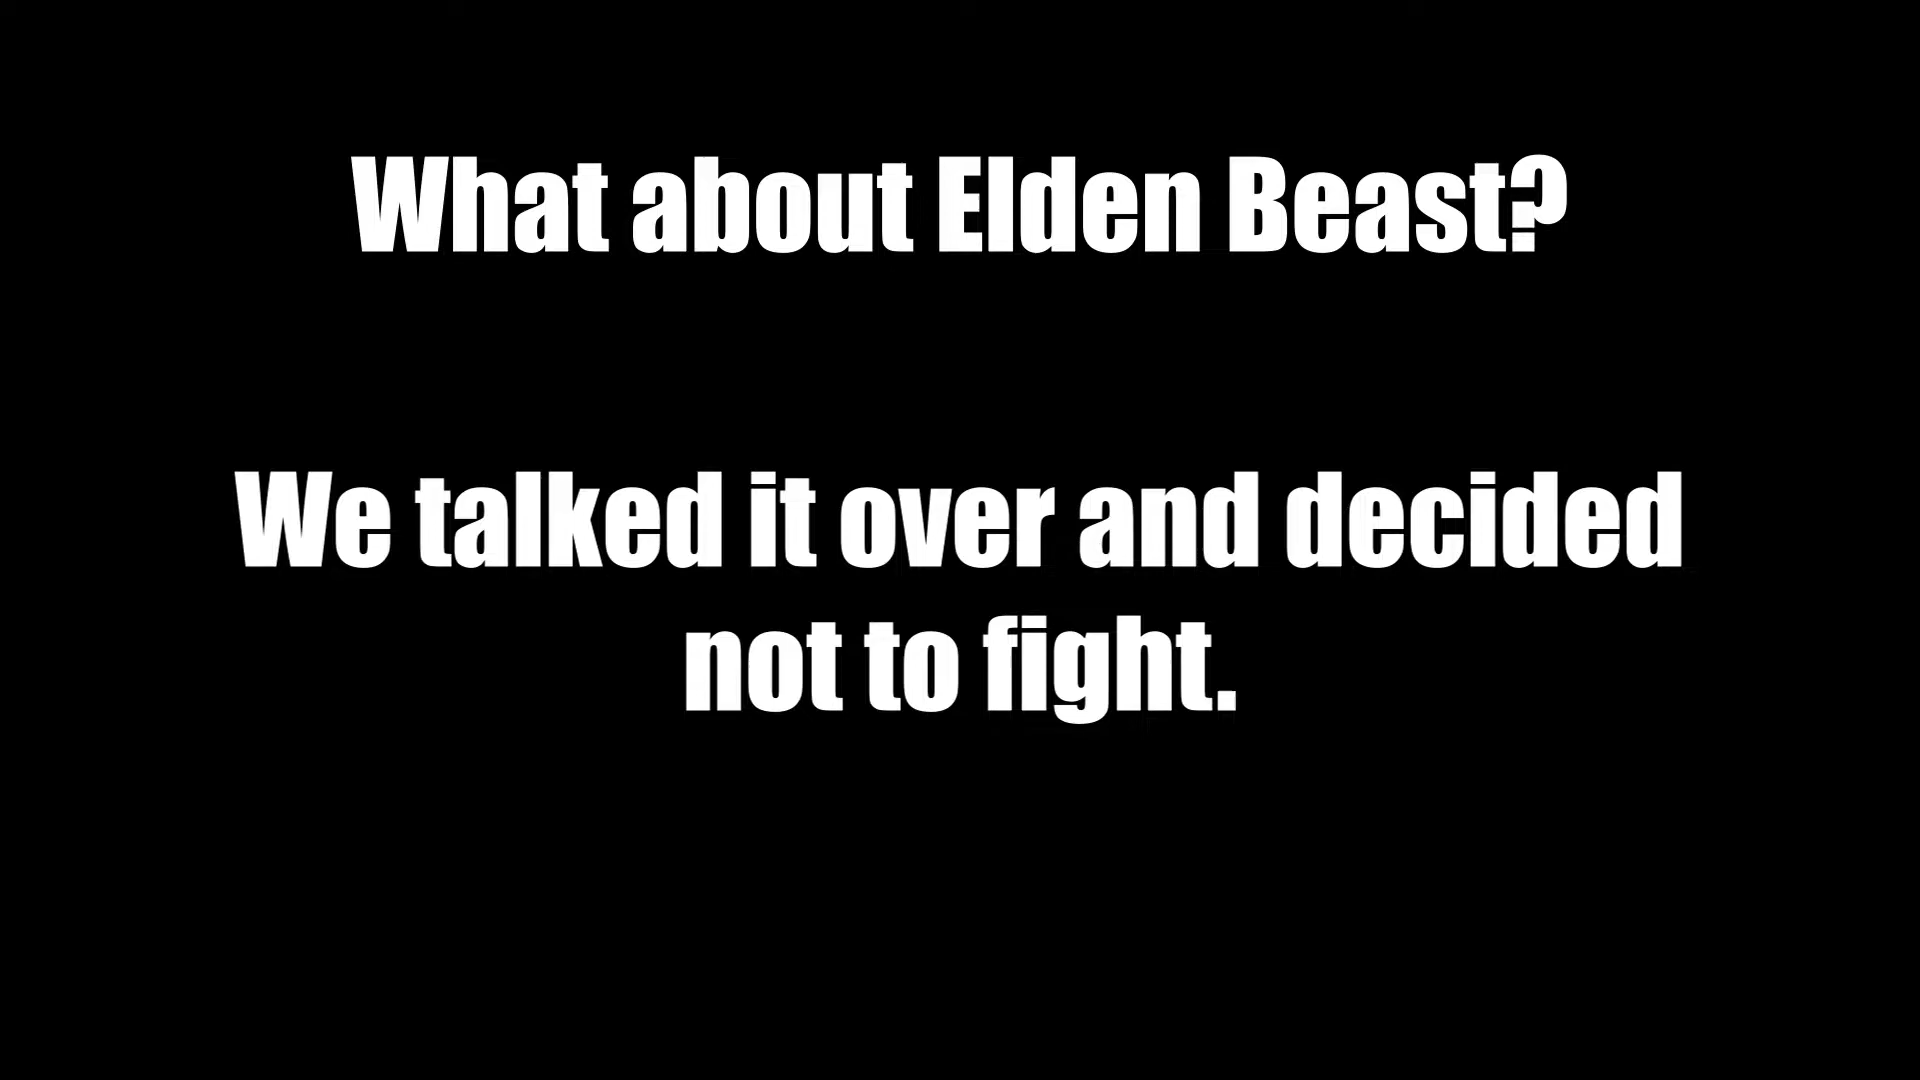 What about Elden Beast?
We talked it over and decided
not to fight.